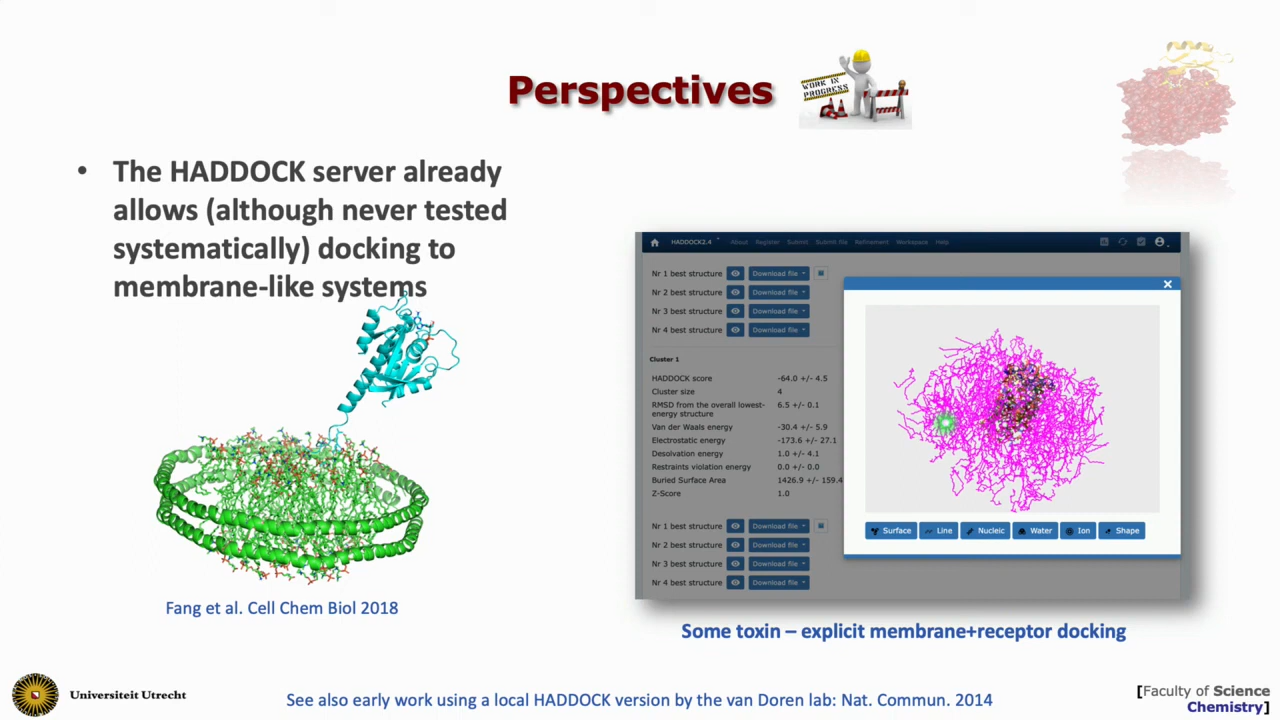 Perspectives
WORK IN
PROGRESS
• The HADDOCK server already
allows (although never tested
systematically) docking to
membrane-like systems
Fang et al. Cell Chem Biol 2018
HADDOCK2.4 About Register Submit Submit file Refinement Workspace Help
Nr 1 best structure Download file
Nr 2 best structure Download file
Nr 3 best structure Download file
Nr 4 best structure Download file
Cluster 1
HADDOCK score -64.0 +/- 4.5
Cluster size 4
RMSD from the overall lowest- 6.5 +/- 0.1
energy structure
Van der Waals energy -30.4 +/- 5.9
Electrostatic energy -173.6 +/- 27.1
Desolvation energy 1.0 +/- 4.1
Restraints violation energy 0.0 +/- 0.0
Buried Surface Area 1426.9 +/- 159.4
Z-Score 1.0
Nr 1 best structure Download file
Nr 2 best structure Download file
Nr 3 best structure Download file
Nr 4 best structure Download file
Surface Line Nucleic Water Ion Shape
Some toxin – explicit membrane+receptor docking
Universiteit Utrecht
See also early work using a local HADDOCK version by the van Doren lab: Nat. Commun. 2014
[Faculty of Science
Chemistry]